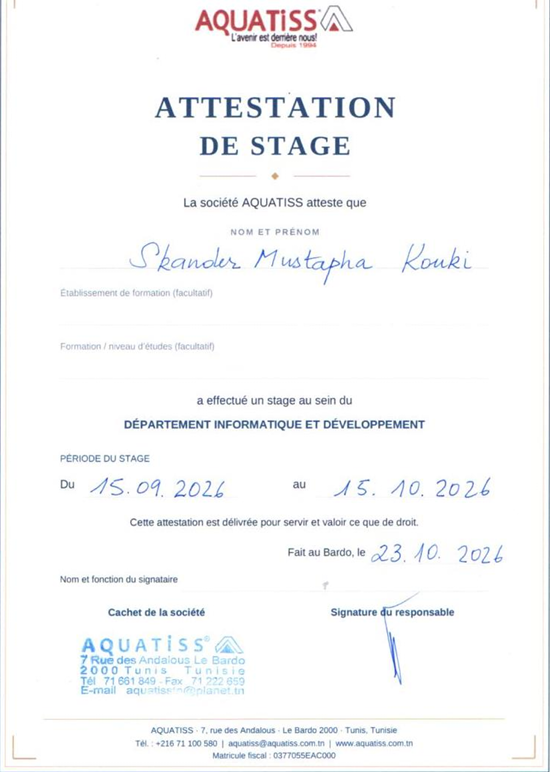 AQUATiSS®
L'avenir est derrière nous!
Depuis 1994
ATTESTATION
DE STAGE
La société AQUATISS atteste que
NOM ET PRÉNOM
Skander Mustapha Kouki
Établissement de formation (facultatif)
Formation / niveau d'études (facultatif)
a effectué un stage au sein du
DÉPARTEMENT INFORMATIQUE ET DÉVELOPPEMENT
PÉRIODE DU STAGE
Du 15.09.2026 au 15.10.2026
Cette attestation est délivrée pour servir et valoir ce que de droit.
Fait au Bardo, le 23.10.2026
Nom et fonction du signataire
Cachet de la société Signature du responsable
AQUATiSS®
7 Rue des Andalous Le Bardo
2000 Tunis Tunisie
Tél 71 661 849 - Fax 71 222 659
E-mail aquatisstn@planet.tn
AQUATISS · 7, rue des Andalous · Le Bardo 2000 · Tunis, Tunisie
Tél. : +216 71 100 580 | aquatiss@aquatiss.com.tn | www.aquatiss.com.tn
Matricule fiscal : 0377055EAC000